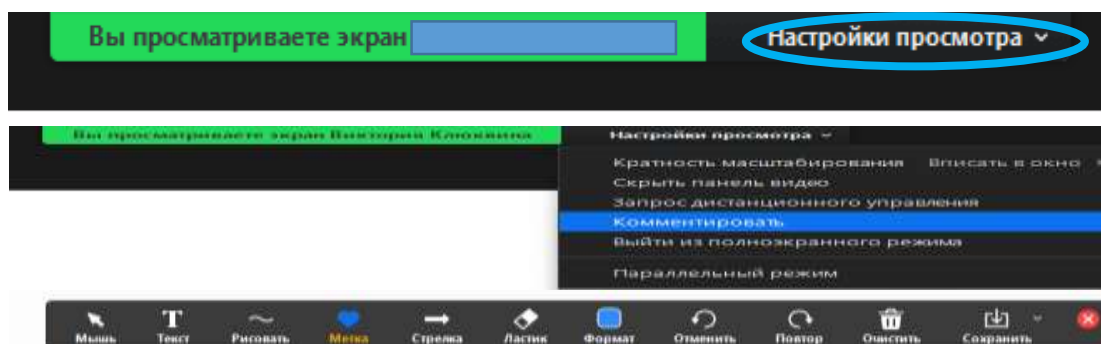 Вы просматриваете экран
Настройки просмотра
Вы просматриваете экран Виктория Клюквина
Настройки просмотра
Кратность масштабирования Вписать в окно
Скрыть панель видео
Запрос дистанционного управления
Комментировать
Выйти из полноэкранного режима
Параллельный режим
Мышь Текст Рисовать Метка Стрелка Ластик Формат Отменить Повтор Очистить Сохранить